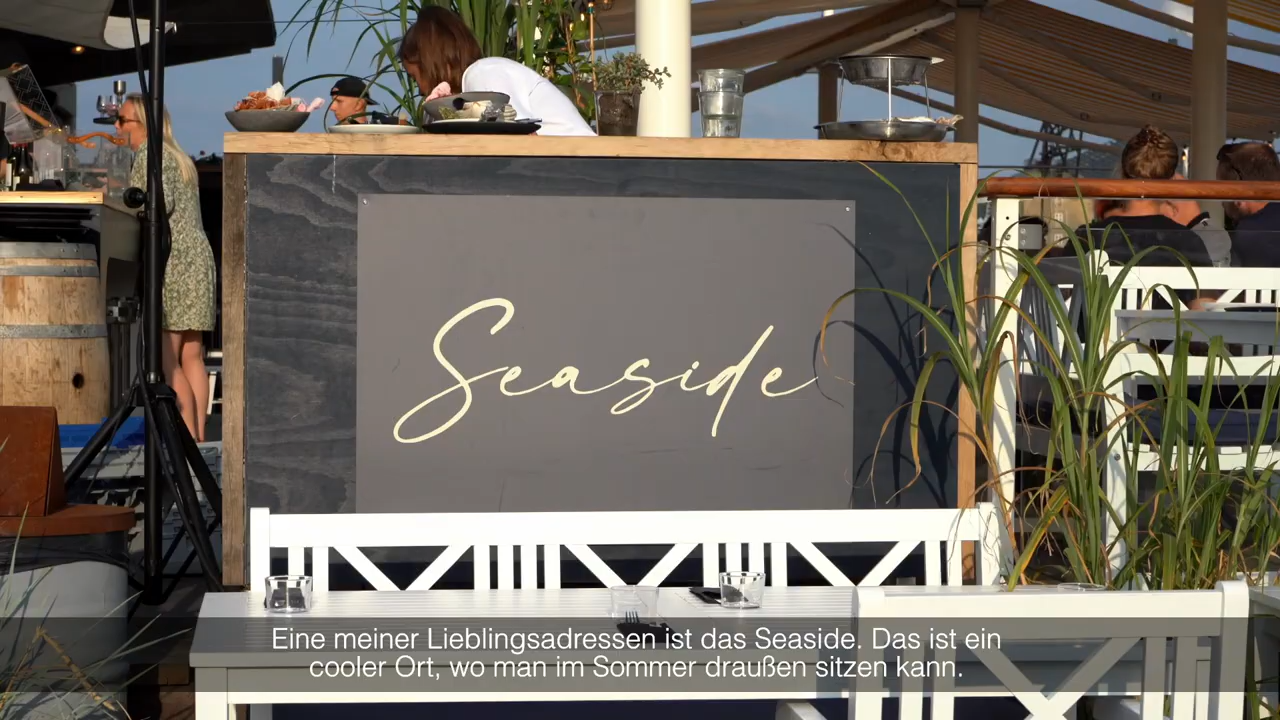 Seaside
Eine meiner Lieblingsadressen ist das Seaside. Das ist ein
cooler Ort, wo man im Sommer draußen sitzen kann.